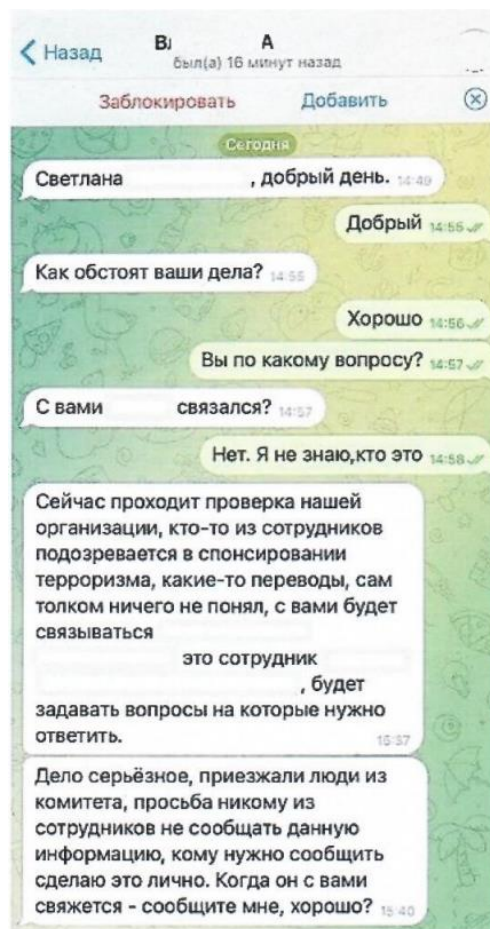 Назад
В А
был(а) 16 минут назад
Заблокировать Добавить
Сегодня
Светлана , добрый день. 14:49
Добрый 14:55
Как обстоят ваши дела? 14:55
Хорошо 14:56
Вы по какому вопросу? 14:57
С вами связался? 14:57
Нет. Я не знаю,кто это 14:58
Сейчас проходит проверка нашей
организации, кто-то из сотрудников
подозревается в спонсировании
терроризма, какие-то переводы, сам
толком ничего не понял, с вами будет
связываться
это сотрудник
, будет
задавать вопросы на которые нужно
ответить. 15:37
Дело серьёзное, приезжали люди из
комитета, просьба никому из
сотрудников не сообщать данную
информацию, кому нужно сообщить
сделаю это лично. Когда он с вами
свяжется - сообщите мне, хорошо? 15:40